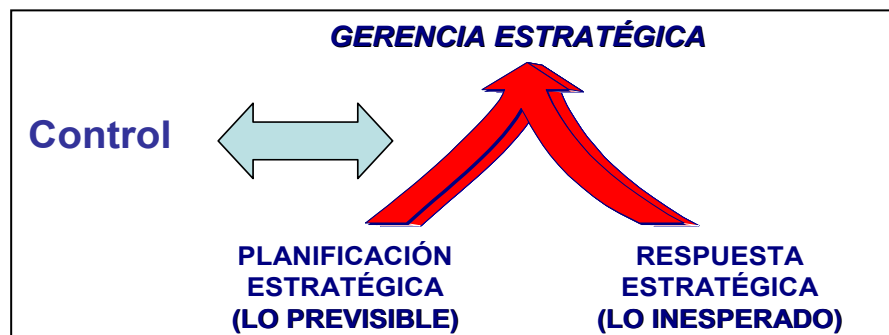 GERENCIA ESTRATÉGICA
Control
PLANIFICACIÓN
ESTRATÉGICA
(LO PREVISIBLE)
RESPUESTA
ESTRATÉGICA
(LO INESPERADO)